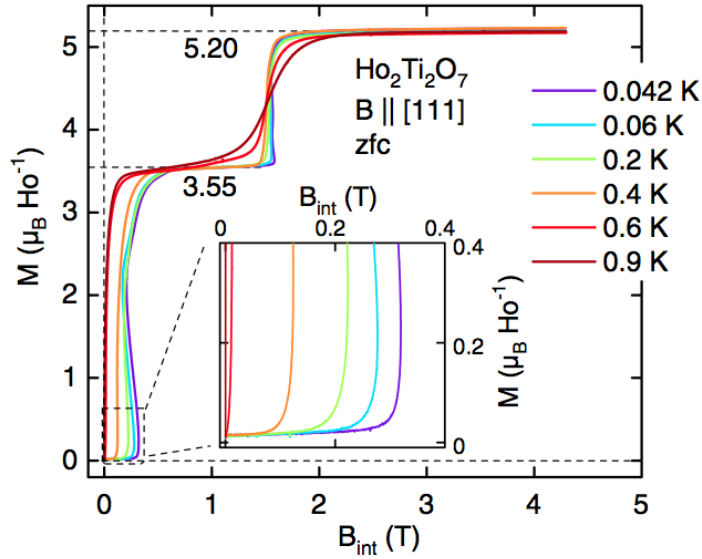 5.20
3.55
Ho2Ti2O7
B || [111]
zfc
0.042 K
0.06 K
0.2 K
0.4 K
0.6 K
0.9 K
Bint (T)
0 0.2 0.4
0.4
0.2
0
M (μB Ho-1)
5
4
3
2
1
0
M (μB Ho-1)
0 1 2 3 4 5
Bint (T)